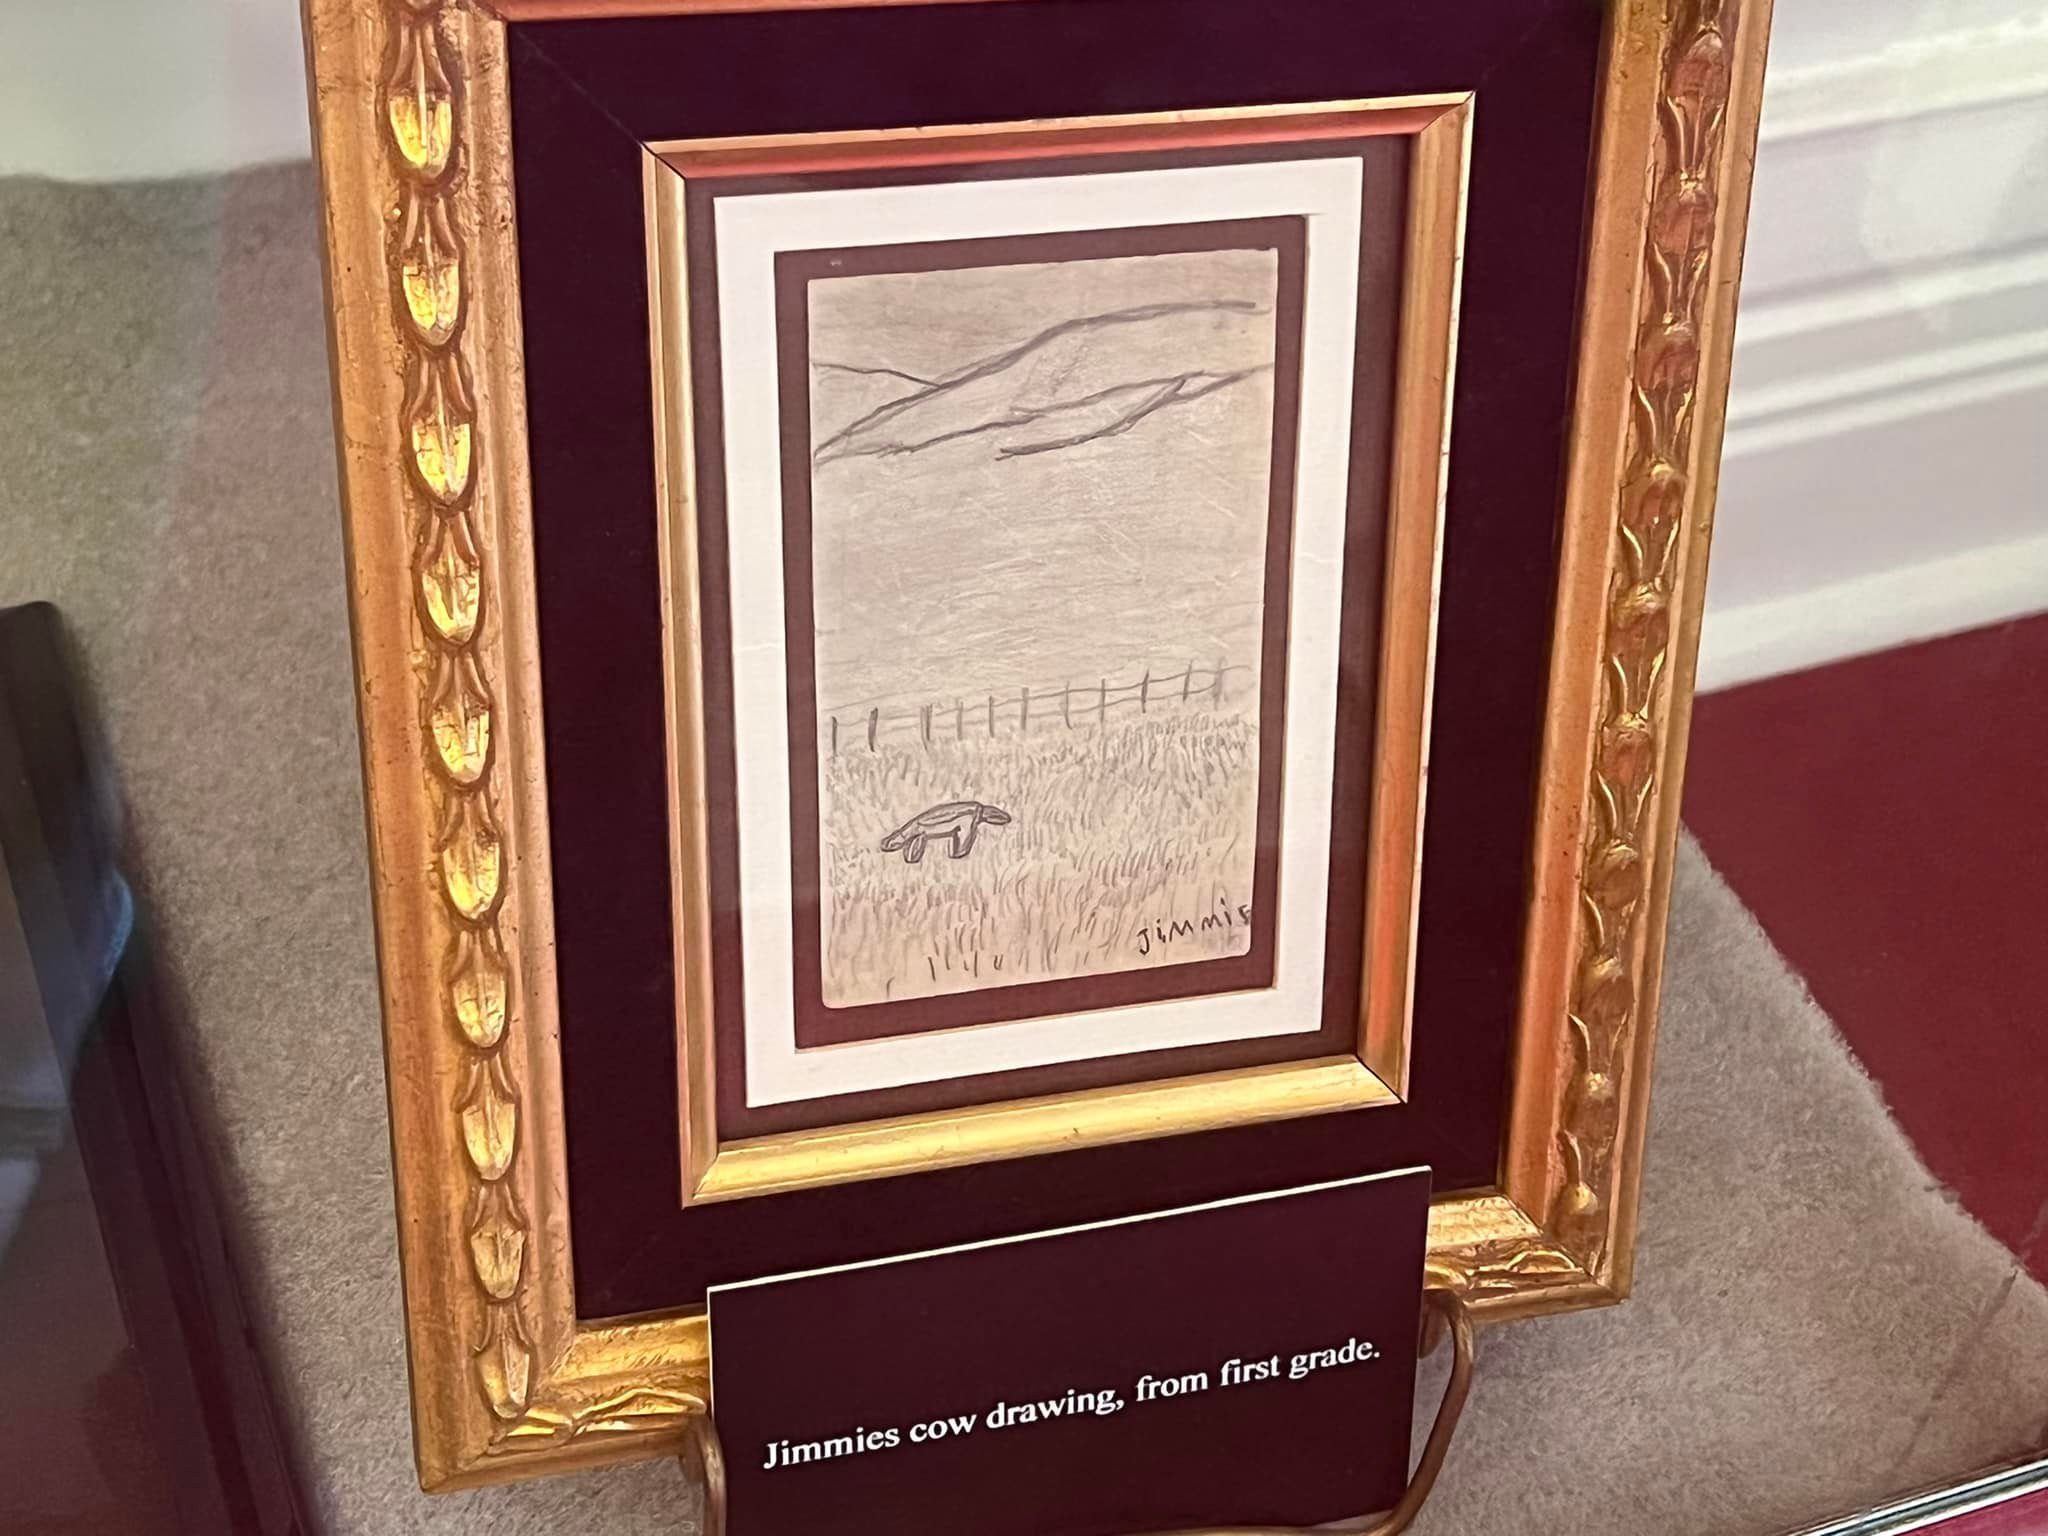 Jimmie
Jimmies cow drawing, from first grade.